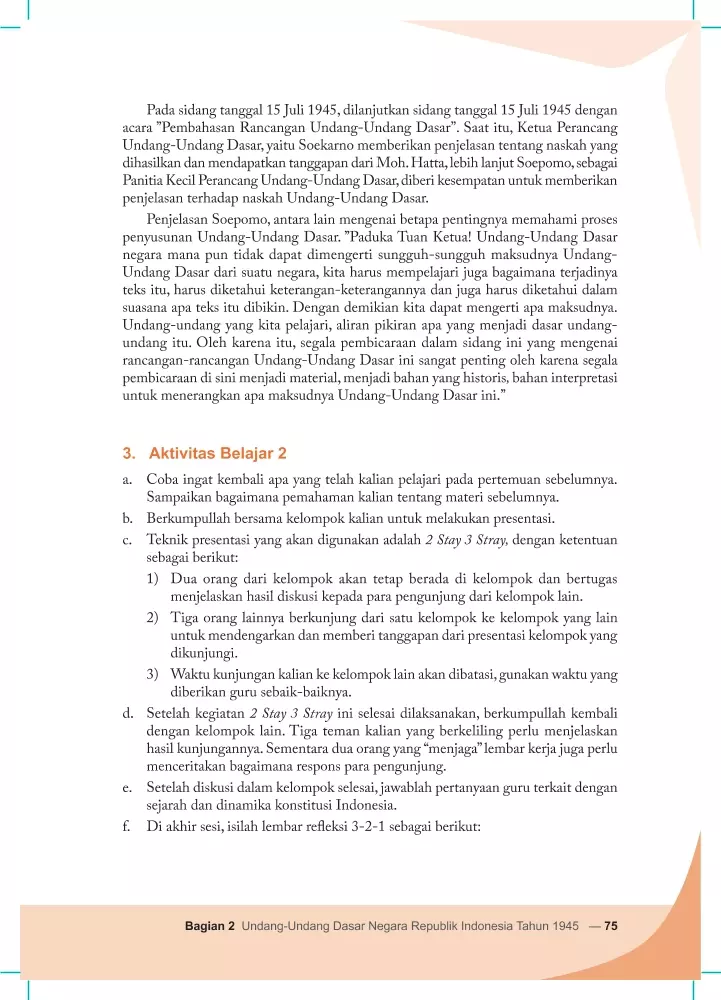 Pada sidang tanggal 15 Juli 1945, dilanjutkan sidang tanggal 15 Juli 1945 dengan
acara ”Pembahasan Rancangan Undang-Undang Dasar”. Saat itu, Ketua Perancang
Undang-Undang Dasar, yaitu Soekarno memberikan penjelasan tentang naskah yang
dihasilkan dan mendapatkan tanggapan dari Moh. Hatta, lebih lanjut Soepomo, sebagai
Panitia Kecil Perancang Undang-Undang Dasar, diberi kesempatan untuk memberikan
penjelasan terhadap naskah Undang-Undang Dasar.
Penjelasan Soepomo, antara lain mengenai betapa pentingnya memahami proses
penyusunan Undang-Undang Dasar. ”Paduka Tuan Ketua! Undang-Undang Dasar
negara mana pun tidak dapat dimengerti sungguh-sungguh maksudnya Undang-
Undang Dasar dari suatu negara, kita harus mempelajari juga bagaimana terjadinya
teks itu, harus diketahui keterangan-keterangannya dan juga harus diketahui dalam
suasana apa teks itu dibikin. Dengan demikian kita dapat mengerti apa maksudnya.
Undang-undang yang kita pelajari, aliran pikiran apa yang menjadi dasar undang-
undang itu. Oleh karena itu, segala pembicaraan dalam sidang ini yang mengenai
rancangan-rancangan Undang-Undang Dasar ini sangat penting oleh karena segala
pembicaraan di sini menjadi material, menjadi bahan yang historis, bahan interpretasi
untuk menerangkan apa maksudnya Undang-Undang Dasar ini.”
3. Aktivitas Belajar 2
a. Coba ingat kembali apa yang telah kalian pelajari pada pertemuan sebelumnya.
Sampaikan bagaimana pemahaman kalian tentang materi sebelumnya.
b. Berkumpullah bersama kelompok kalian untuk melakukan presentasi.
c. Teknik presentasi yang akan digunakan adalah 2 Stay 3 Stray, dengan ketentuan
sebagai berikut:
1) Dua orang dari kelompok akan tetap berada di kelompok dan bertugas
menjelaskan hasil diskusi kepada para pengunjung dari kelompok lain.
2) Tiga orang lainnya berkunjung dari satu kelompok ke kelompok yang lain
untuk mendengarkan dan memberi tanggapan dari presentasi kelompok yang
dikunjungi.
3) Waktu kunjungan kalian ke kelompok lain akan dibatasi, gunakan waktu yang
diberikan guru sebaik-baiknya.
d. Setelah kegiatan 2 Stay 3 Stray ini selesai dilaksanakan, berkumpullah kembali
dengan kelompok lain. Tiga teman kalian yang berkeliling perlu menjelaskan
hasil kunjungannya. Sementara dua orang yang “menjaga” lembar kerja juga perlu
menceritakan bagaimana respons para pengunjung.
e. Setelah diskusi dalam kelompok selesai, jawablah pertanyaan guru terkait dengan
sejarah dan dinamika konstitusi Indonesia.
f. Di akhir sesi, isilah lembar refleksi 3-2-1 sebagai berikut:
Bagian 2 Undang-Undang Dasar Negara Republik Indonesia Tahun 1945 — 75